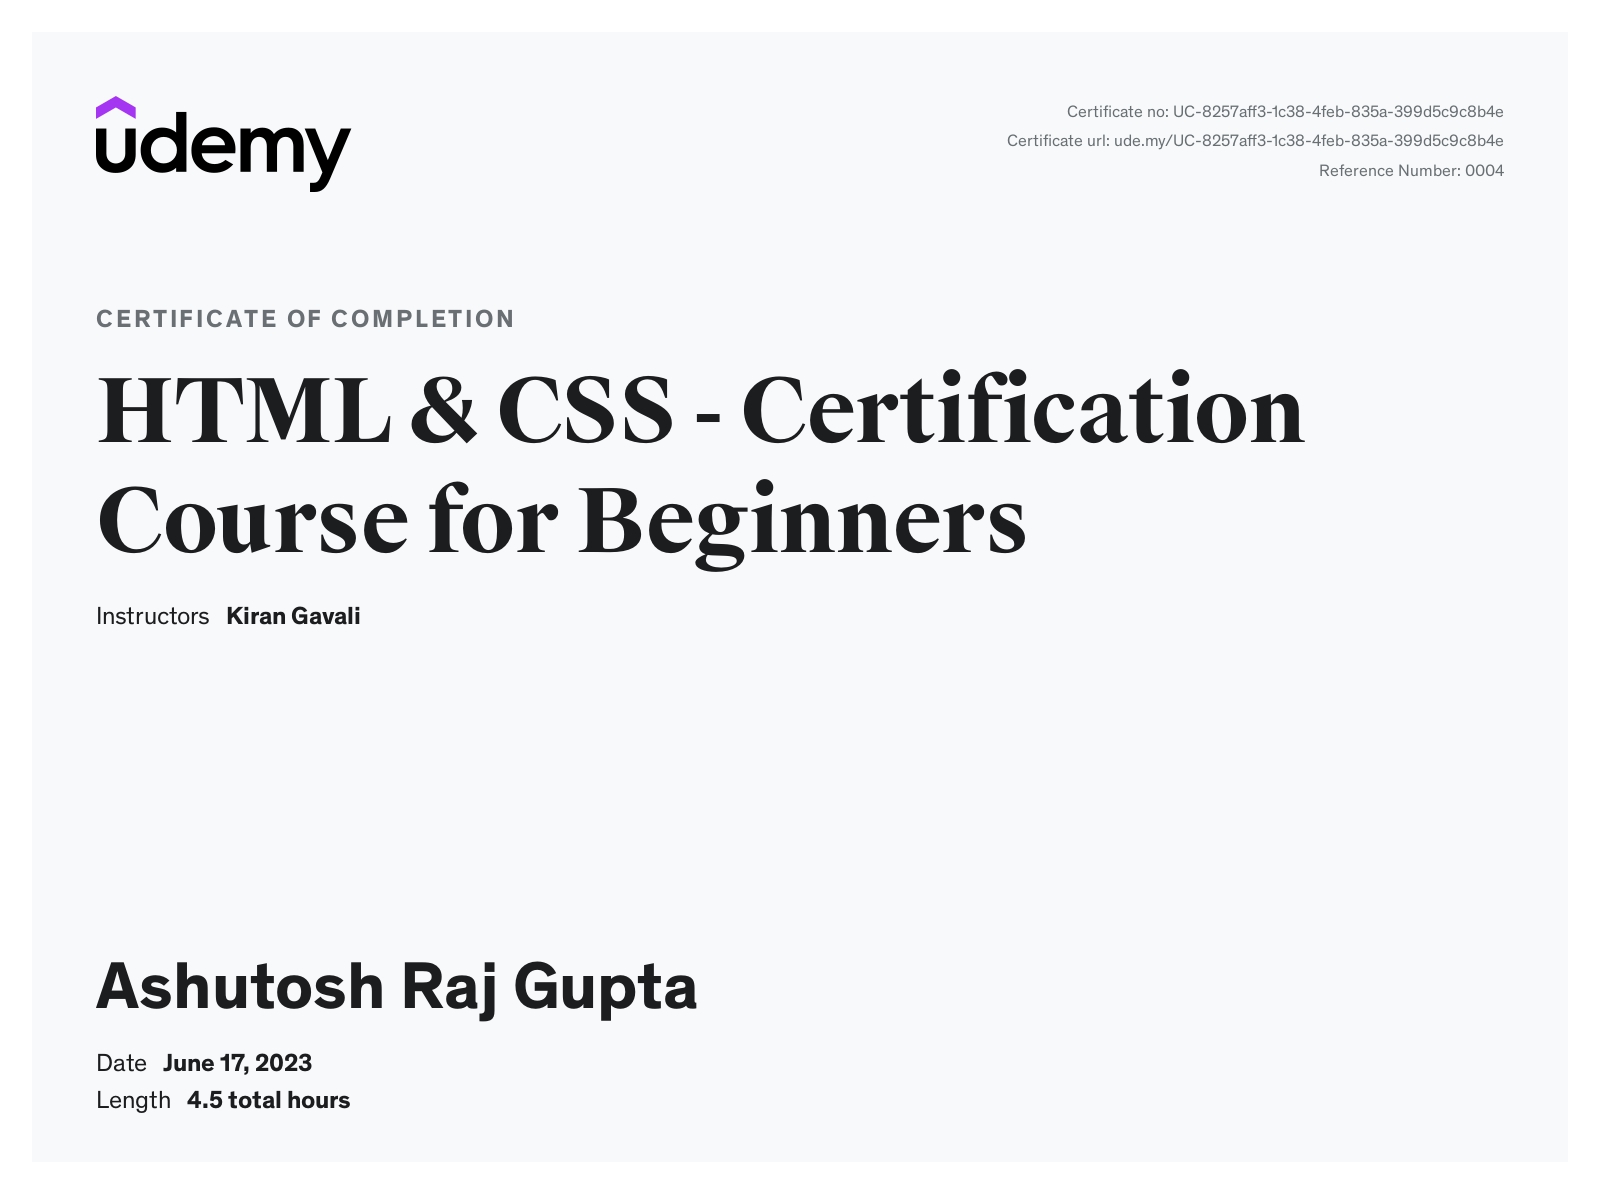 udemy
Certificate no: UC-8257aff3-1c38-4feb-835a-399d5c9c8b4e
Certificate url: ude.my/UC-8257aff3-1c38-4feb-835a-399d5c9c8b4e
Reference Number: 0004
CERTIFICATE OF COMPLETION
HTML & CSS - Certification
Course for Beginners
Instructors Kiran Gavali
Ashutosh Raj Gupta
Date June 17, 2023
Length 4.5 total hours